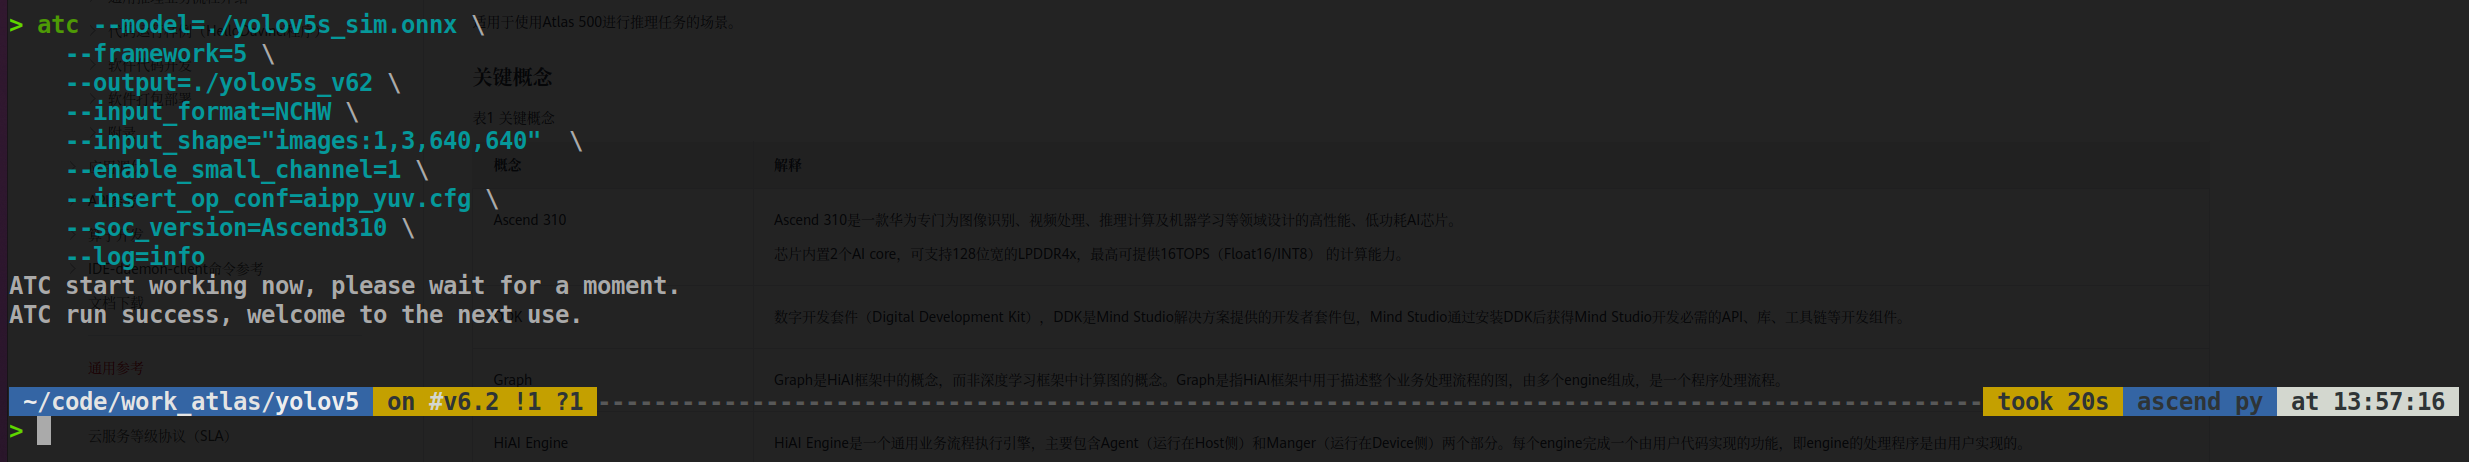 > atc --model=./yolov5s_sim.onnx \
--framework=5 \
--output=./yolov5s_v62 \
--input_format=NCHW \
--input_shape="images:1,3,640,640"  \
--enable_small_channel=1 \
--insert_op_conf=aipp_yuv.cfg \
--soc_version=Ascend310 \
--log=info
ATC start working now, please wait for a moment.
ATC run success, welcome to the next use.
~/code/work_atlas/yolov5 on #v6.2 !1 ?1 took 20s ascend py at 13:57:16
>
适用于使用Atlas 500进行推理任务的场景。
关键概念
表1 关键概念
概念 解释
Ascend 310 Ascend 310是一款华为专门为图像识别、视频处理、推理计算及机器学习等领域设计的高性能、低功耗AI芯片。
芯片内置2个AI core，可支持128位宽的LPDDR4x，最高可提供16TOPS（Float16/INT8） 的计算能力。
数字开发套件（Digital Development Kit），DDK是Mind Studio解决方案提供的开发者套件包，Mind Studio通过安装DDK后获得Mind Studio开发必需的API、库、工具链等开发组件。
Graph Graph是HiAI框架中的概念，而非深度学习框架中计算图的概念。Graph是指HiAI框架中用于描述整个业务处理流程的图，由多个engine组成，是一个程序处理流程。
HiAI Engine HiAI Engine是一个通用业务流程执行引擎，主要包含Agent（运行在Host侧）和Manger（运行在Device侧）两个部分。每个engine完成一个由用户代码实现的功能，即engine的处理程序是由用户实现的。
IDE-daemon-client命令参考
文档下载
通用参考
云服务等级协议（SLA）